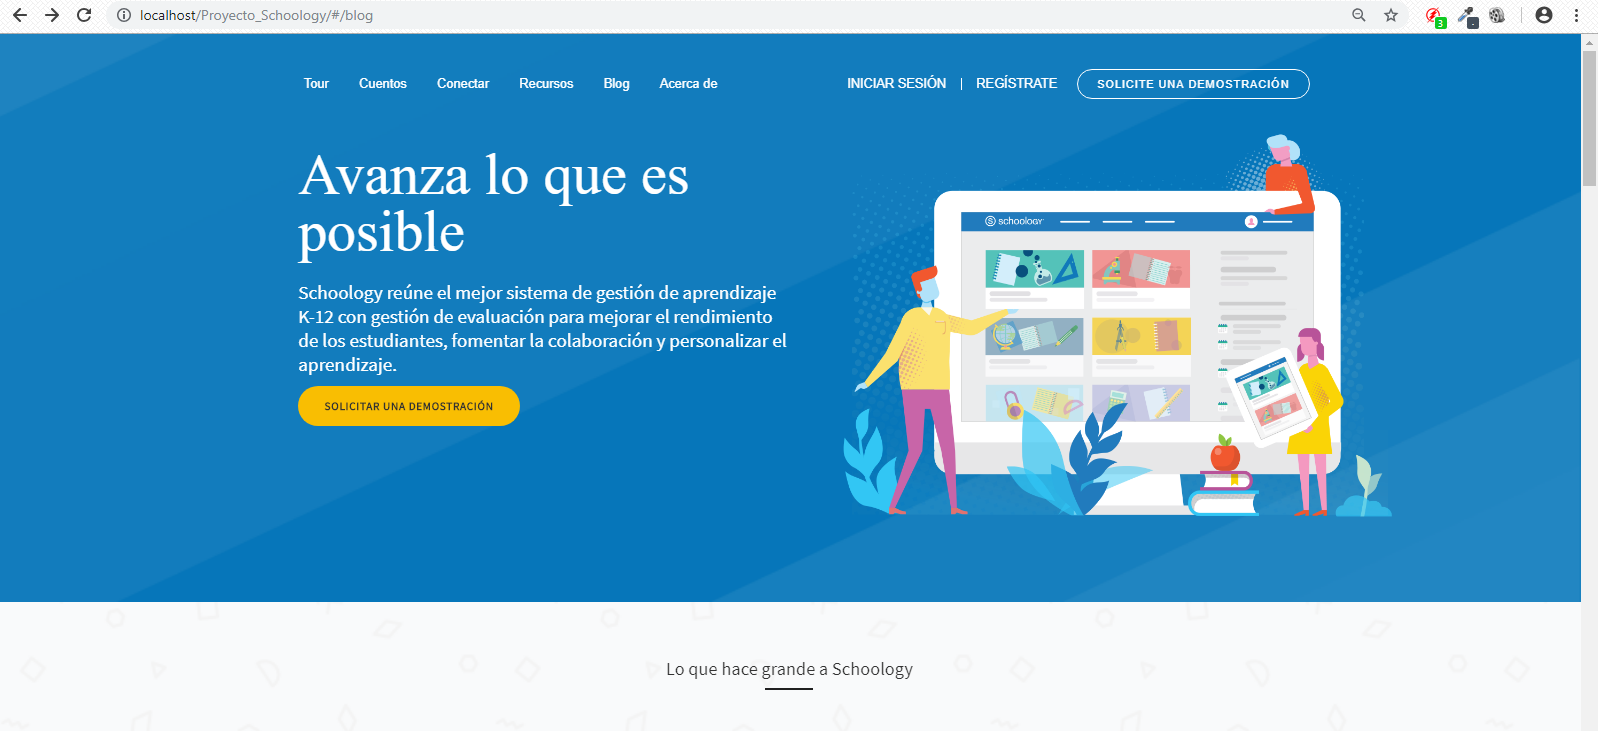 localhost/Proyecto_Schoology/#/blog
3
Tour Cuentos Conectar Recursos Blog Acerca de INICIAR SESIÓN | REGÍSTRATE SOLICITE UNA DEMOSTRACIÓN
Avanza lo que es
posible
Schoology reúne el mejor sistema de gestión de aprendizaje
K-12 con gestión de evaluación para mejorar el rendimiento
de los estudiantes, fomentar la colaboración y personalizar el
aprendizaje.
SOLICITAR UNA DEMOSTRACIÓN
S schoology
Lo que hace grande a Schoology